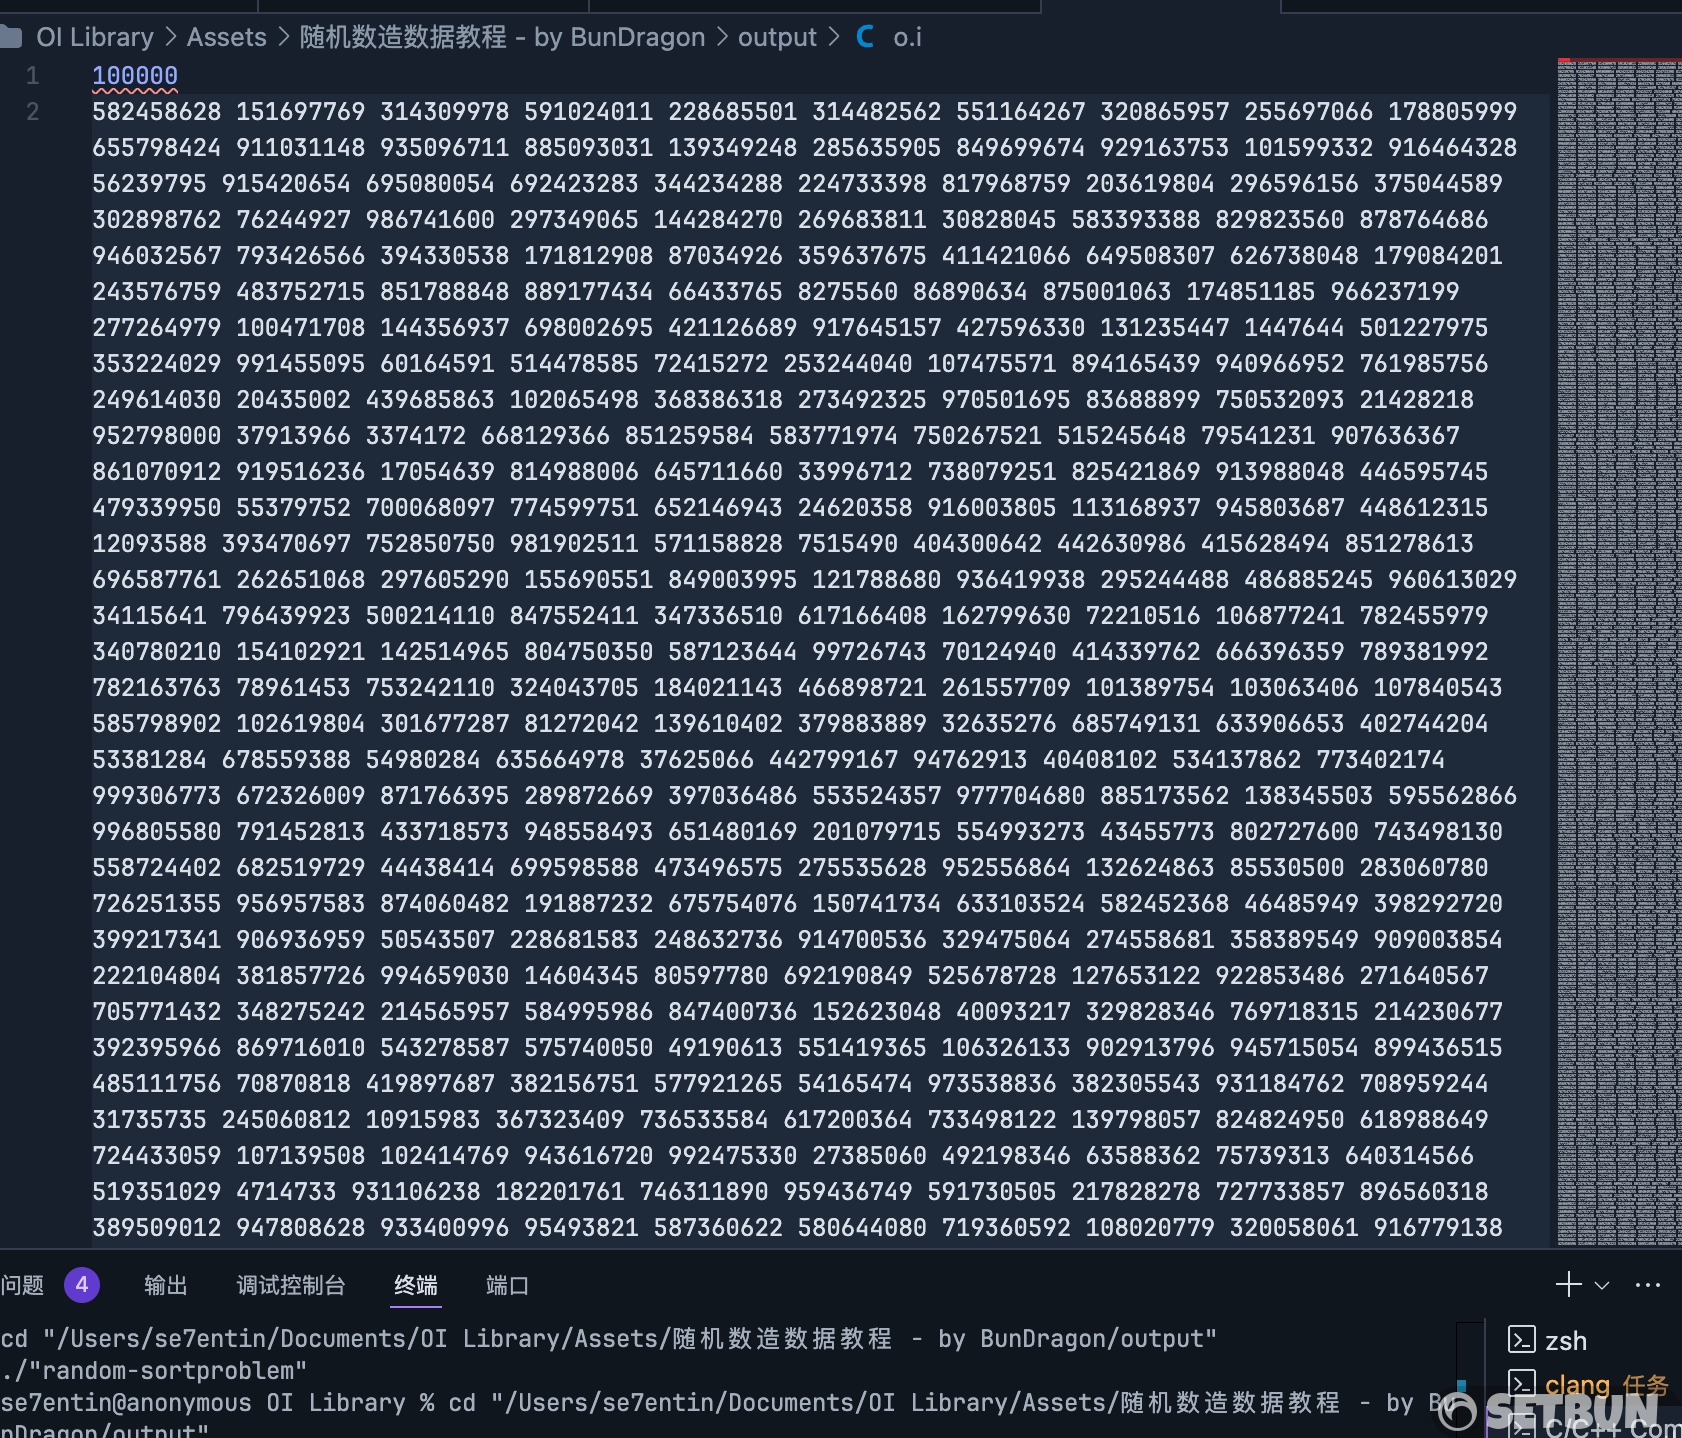 OI Library > Assets > 随机数造数据教程 - by BunDragon > output > C o.i
1 100000
2 582458628 151697769 314309978 591024011 228685501 314482562 551164267 320865957 255697066 178805999
655798424 911031148 935096711 885093031 139349248 285635905 849699674 929163753 101599332 916464328
56239795 915420654 695080054 692423283 344234288 224733398 817968759 203619804 296596156 375044589
302898762 76244927 986741600 297349065 144284270 269683811 30828045 583393388 829823560 878764686
946032567 793426566 394330538 171812908 87034926 359637675 411421066 649508307 626738048 179084201
243576759 483752715 851788848 889177434 66433765 8275560 86890634 875001063 174851185 966237199
277264979 100471708 144356937 698002695 421126689 917645157 427596330 131235447 1447644 501227975
353224029 991455095 60164591 514478585 72415272 253244040 107475571 894165439 940966952 761985756
249614030 20435002 439685863 102065498 368386318 273492325 970501695 83688899 750532093 21428218
952798000 37913966 3374172 668129366 851259584 583771974 750267521 515245648 79541231 907636367
861070912 919516236 17054639 814988006 645711660 33996712 738079251 825421869 913988048 446595745
479339950 55379752 700068097 774599751 652146943 24620358 916003805 113168937 945803687 448612315
12093588 393470697 752850750 981902511 571158828 7515490 404300642 442630986 415628494 851278613
696587761 262651068 297605290 155690551 849003995 121788680 936419938 295244488 486885245 960613029
34115641 796439923 500214110 847552411 347336510 617166408 162799630 72210516 106877241 782455979
340780210 154102921 142514965 804750350 587123644 99726743 70124940 414339762 666396359 789381992
782163763 78961453 753242110 324043705 184021143 466898721 261557709 101389754 103063406 107840543
585798902 102619804 301677287 81272042 139610402 379883889 32635276 685749131 633906653 402744204
53381284 678559388 54980284 635664978 37625066 442799167 94762913 40408102 534137862 773402174
999306773 672326009 871766395 289872669 397036486 553524357 977704680 885173562 138345503 595562866
996805580 791452813 433718573 948558493 651480169 201079715 554993273 43455773 802727600 743498130
558724402 682519729 44438414 699598588 473496575 275535628 952556864 132624863 85530500 283060780
726251355 956957583 874060482 191887232 675754076 150741734 633103524 582452368 46485949 398292720
399217341 906936959 50543507 228681583 248632736 914700536 329475064 274558681 358389549 909003854
222104804 381857726 994659030 14604345 80597780 692190849 525678728 127653122 922853486 271640567
705771432 348275242 214565957 584995986 847400736 152623048 40093217 329828346 769718315 214230677
392395966 869716010 543278587 575740050 49190613 551419365 106326133 902913796 945715054 899436515
485111756 70870818 419897687 382156751 577921265 54165474 973538836 382305543 931184762 708959244
31735735 245060812 10915983 367323409 736533584 617200364 733498122 139798057 824824950 618988649
724433059 107139508 102414769 943616720 992475330 27385060 492198346 63588362 75739313 640314566
519351029 4714733 931106238 182201761 746311890 959436749 591730505 217828278 727733857 896560318
389509012 947808628 933400996 95493821 587360622 580644080 719360592 108020779 320058061 916779138
问题 4 输出 调试控制台 终端 端口
cd "/Users/se7entin/Documents/OI Library/Assets/随机数造数据教程 - by BunDragon/output"
./"random-sortproblem"
se7entin@anonymous OI Library % cd "/Users/se7entin/Documents/OI Library/Assets/随机数造数据教程 - by Bu
nDragon/output"
zsh
clang 任务
C/C++ Com
SETBUN